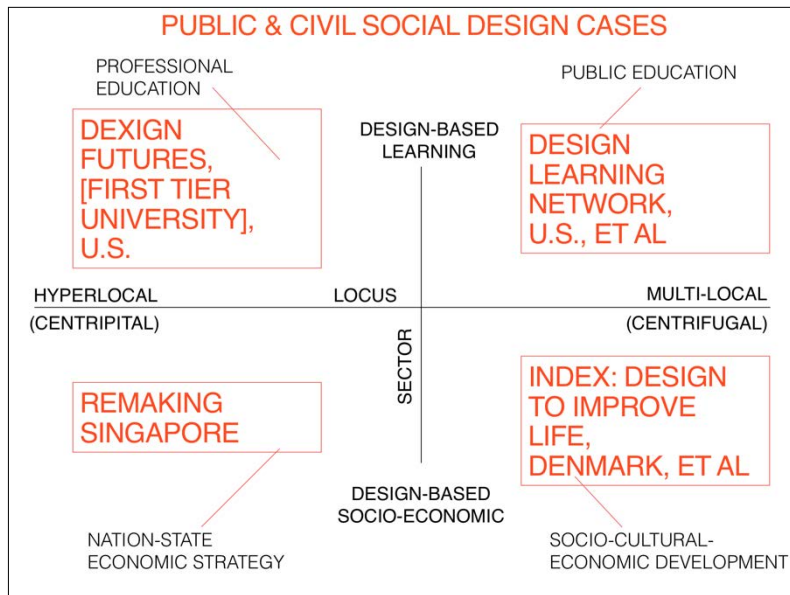 PUBLIC & CIVIL SOCIAL DESIGN CASES
PROFESSIONAL
EDUCATION
PUBLIC EDUCATION
DEXIGN
FUTURES,
[FIRST TIER
UNIVERSITY],
U.S.
DESIGN-BASED
LEARNING
DESIGN
LEARNING
NETWORK,
U.S., ET AL
HYPERLOCAL
(CENTRIPITAL)
LOCUS
MULTI-LOCAL
(CENTRIFUGAL)
SECTOR
REMAKING
SINGAPORE
INDEX: DESIGN
TO IMPROVE
LIFE,
DENMARK, ET AL
DESIGN-BASED
SOCIO-ECONOMIC
NATION-STATE
ECONOMIC STRATEGY
SOCIO-CULTURAL-
ECONOMIC DEVELOPMENT